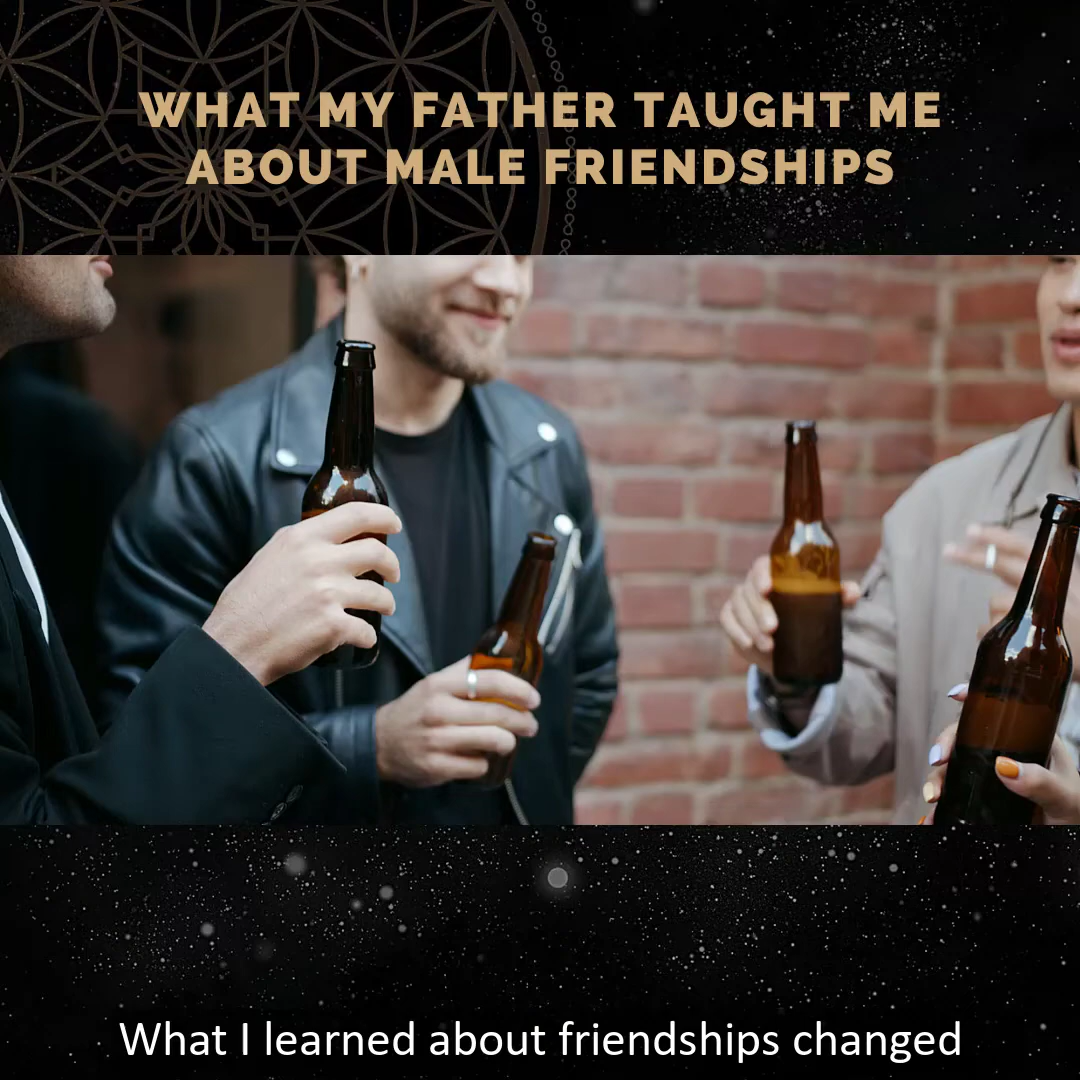 WHAT MY FATHER TAUGHT ME
ABOUT MALE FRIENDSHIPS
What I learned about friendships changed